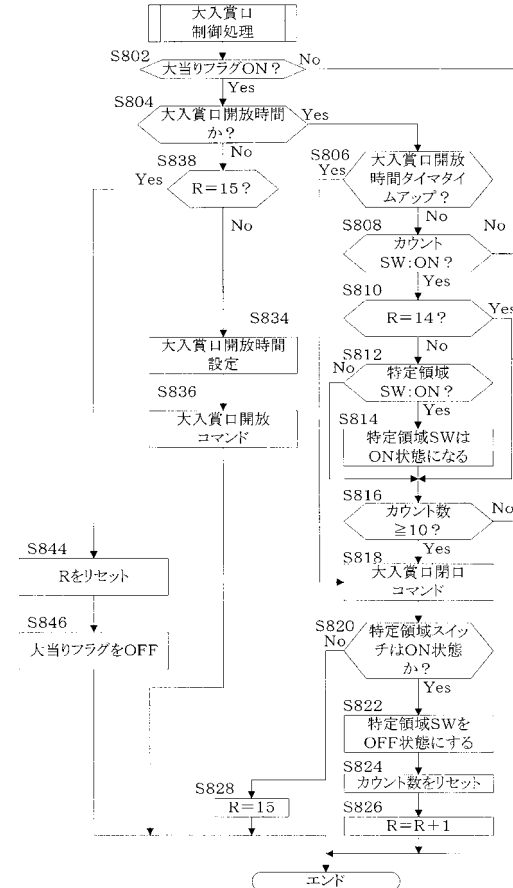 大入賞口
制御処理
S802
大当りフラグON?
No
Yes
S804
大入賞口開放時間
か?
Yes
No
S838
R=15?
Yes
No
S806
大入賞口開放
時間タイマタイ
ムアップ?
Yes
No
S808
カウント
SW:ON?
No
Yes
S810
R=14?
Yes
No
S834
大入賞口開放時間
設定
S812
特定領域
SW:ON?
No
Yes
S836
大入賞口開放
コマンド
S814
特定領域SWは
ON状態になる
S816
カウント数
≧10?
No
Yes
S818
大入賞口閉口
コマンド
S844
Rをリセット
S846
大当りフラグをOFF
S820
特定領域スイッ
チはON状態
か?
No
Yes
S822
特定領域SWを
OFF状態にする
S824
カウント数をリセット
S828
R=15
S826
R=R+1
エンド